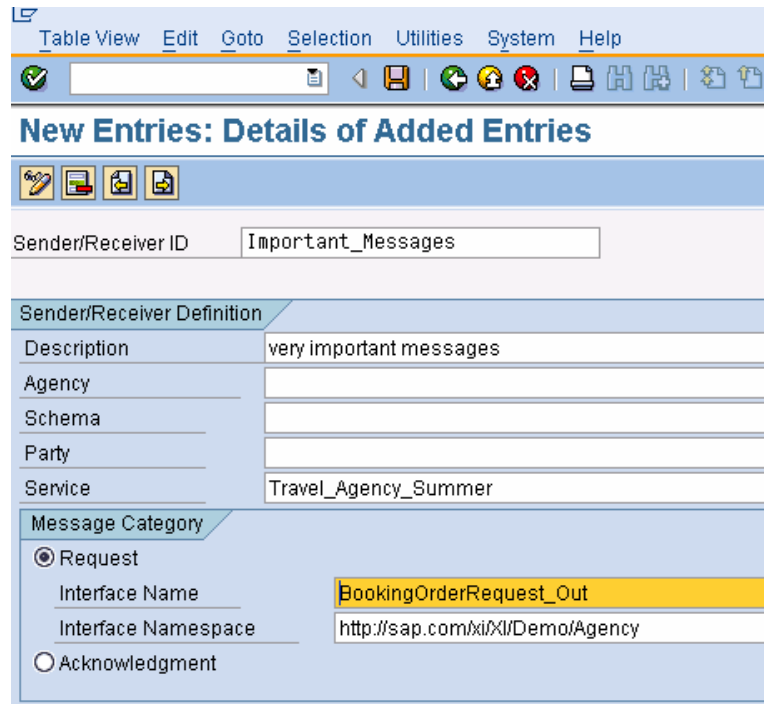 Table View Edit Goto Selection Utilities System Help
New Entries: Details of Added Entries
Sender/Receiver ID Important_Messages
Sender/Receiver Definition
Description very important messages
Agency
Schema
Party
Service Travel_Agency_Summer
Message Category
Request
Interface Name BookingOrderRequest_Out
Interface Namespace http://sap.com/xi/XI/Demo/Agency
Acknowledgment